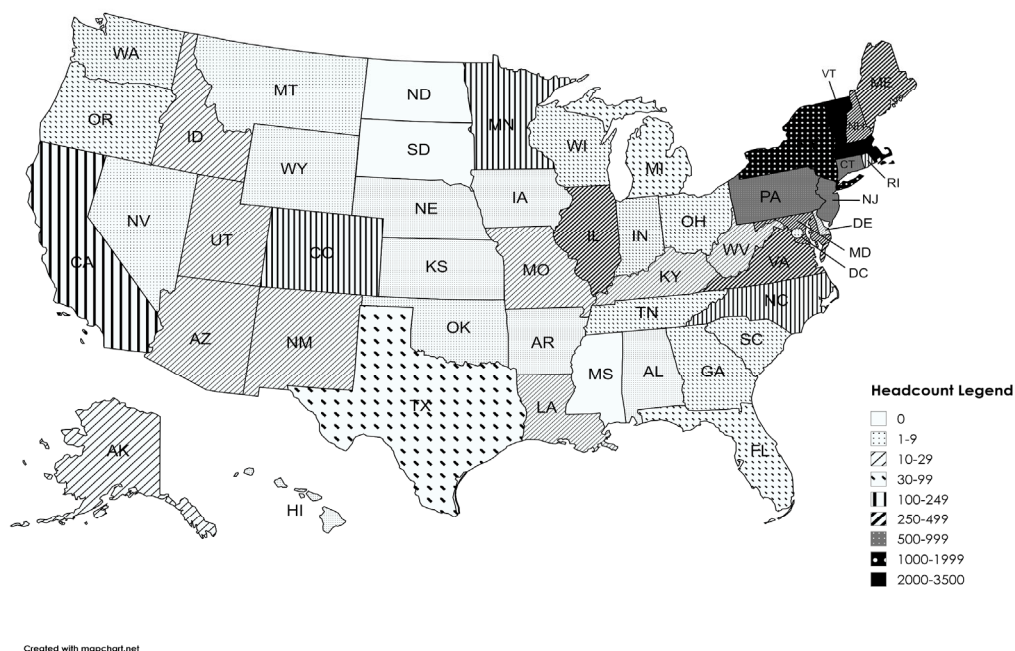 WA
MT
ND
MN
VT
ME
OR
ID
SD
WI
MI
NH
WY
CT
RI
NV
NE
IA
PA
NJ
UT
CO
KS
IL
IN
OH
DE
CA
MO
WV
MD
KY
VA
DC
AZ
NM
OK
AR
TN
NC
SC
MS
AL
GA
TX
LA
FL
AK
HI
Headcount Legend
0
1-9
10-29
30-99
100-249
250-499
500-999
1000-1999
2000-3500
Created with mapchart.net